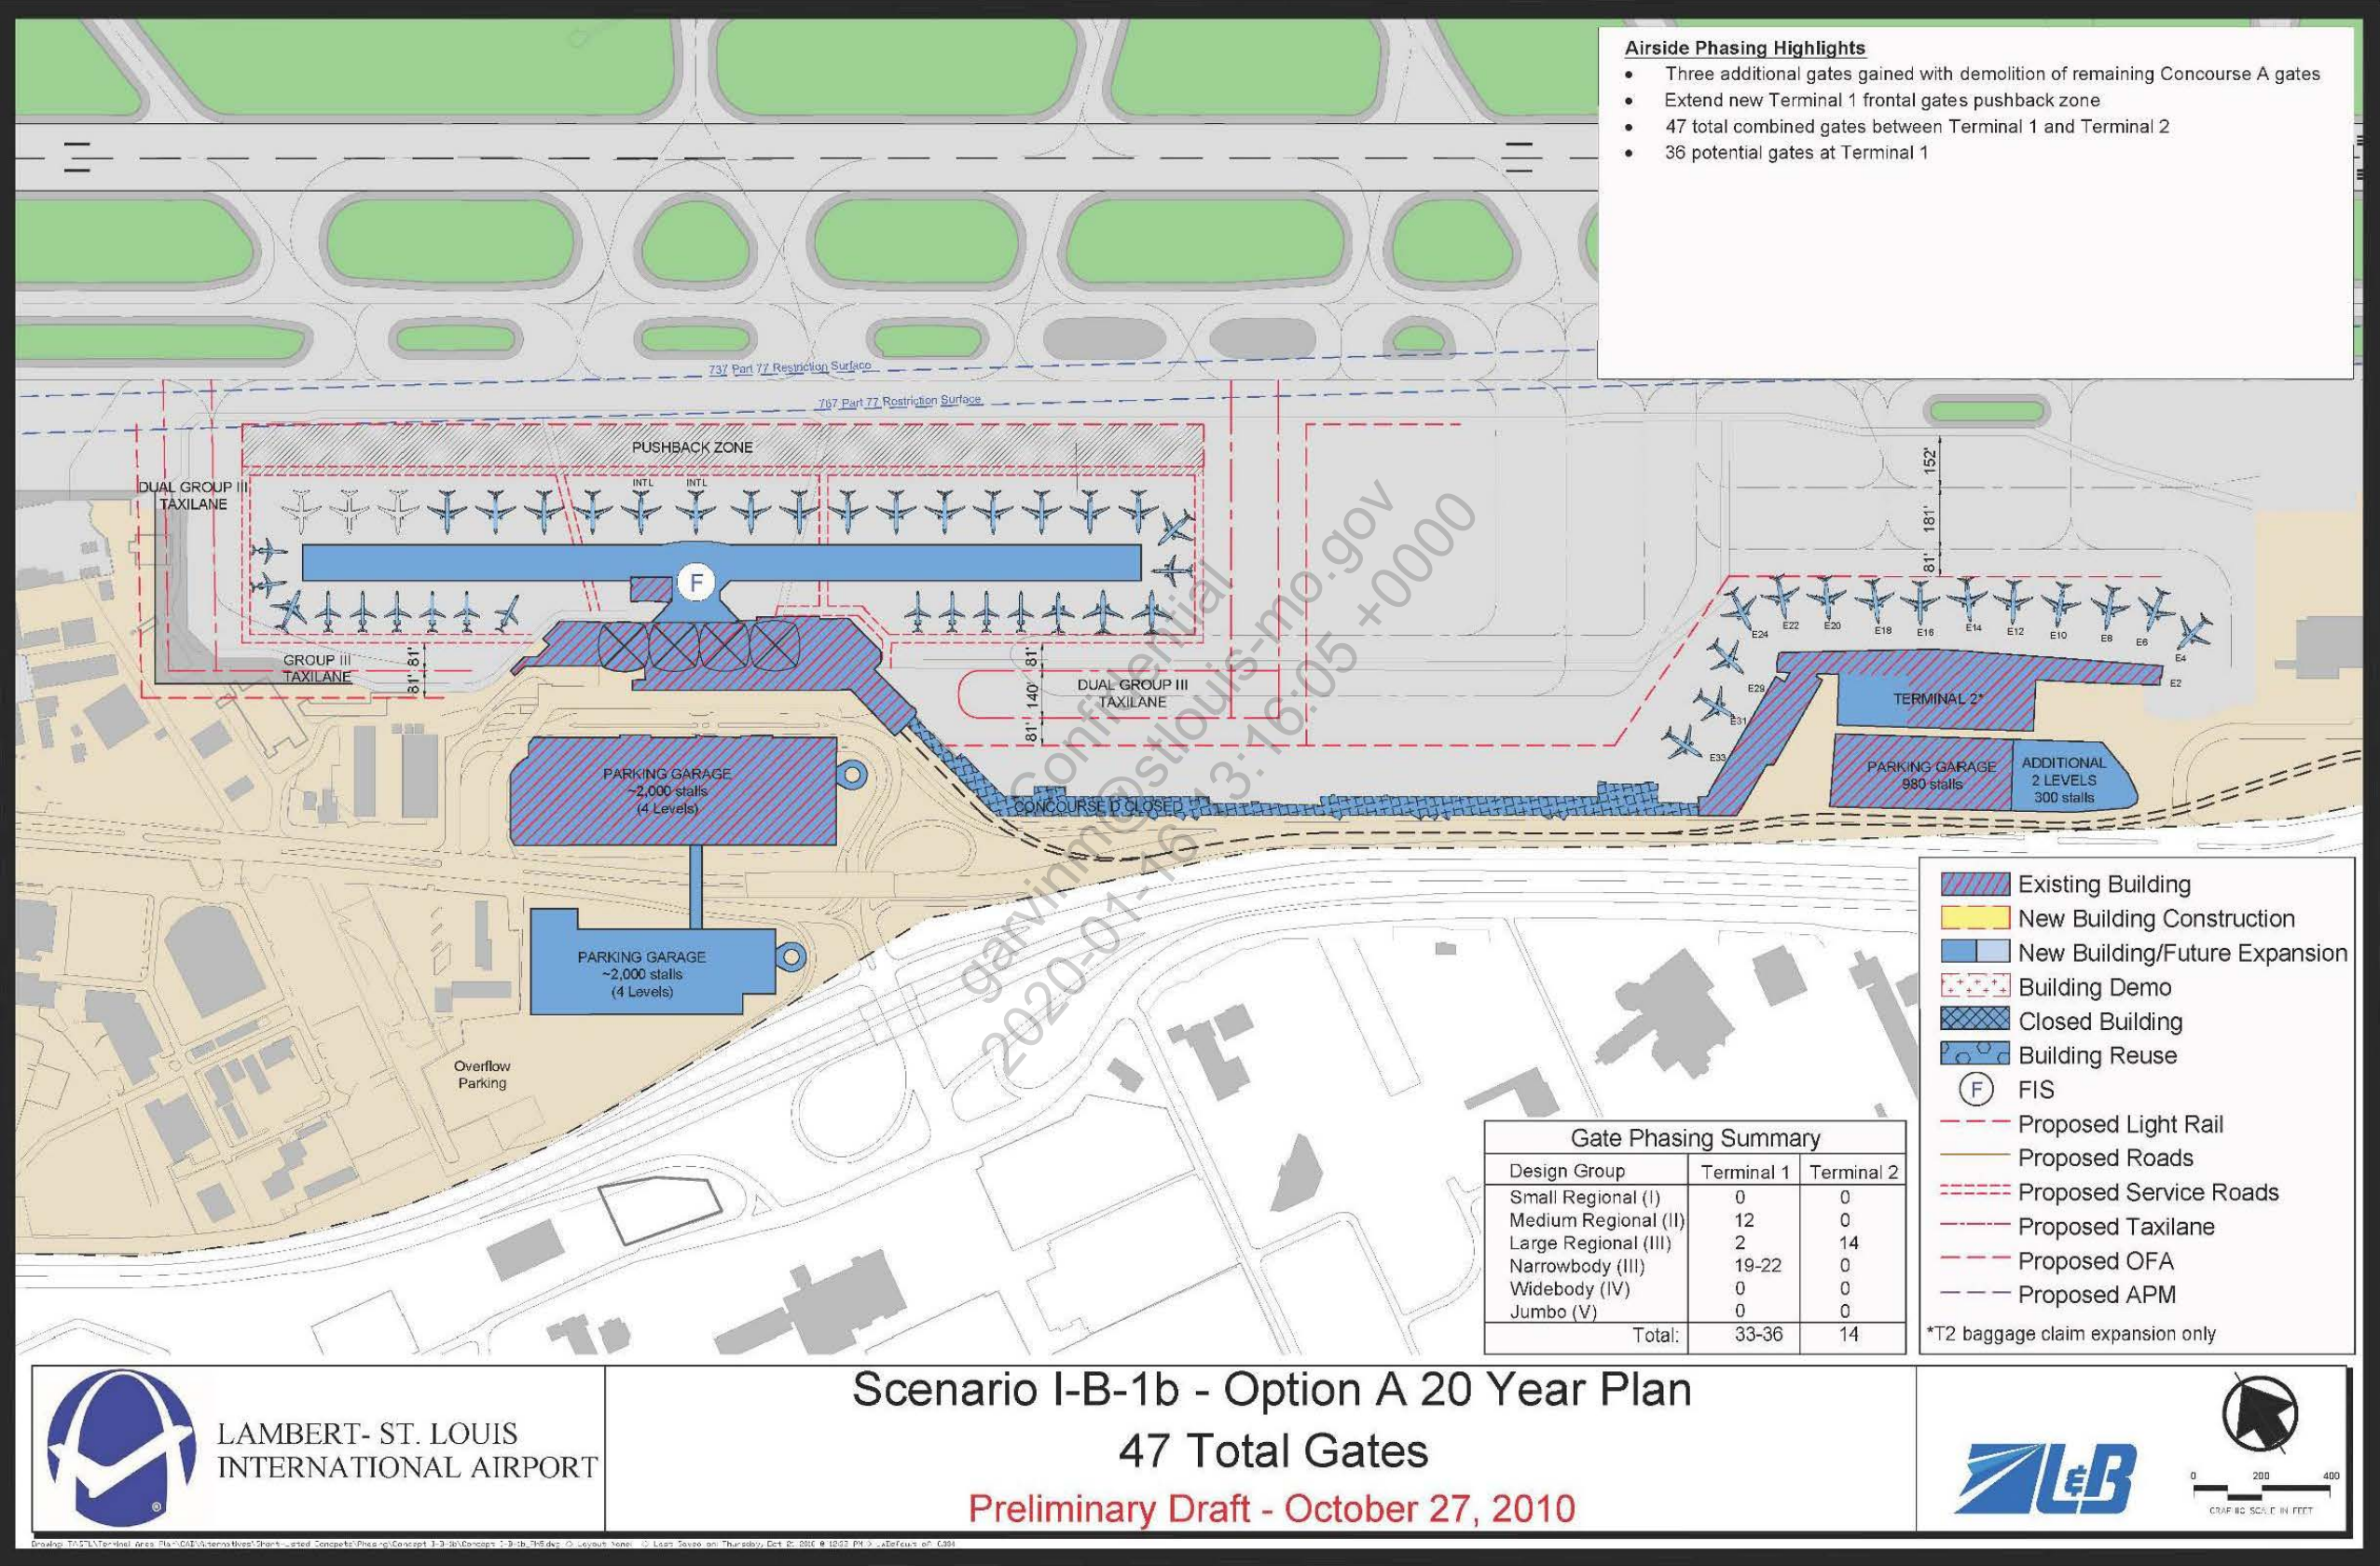 Airside Phasing Highlights
• Three additional gates gained with demolition of remaining Concourse A gates
• Extend new Terminal 1 frontal gates pushback zone
• 47 total combined gates between Terminal 1 and Terminal 2
• 36 potential gates at Terminal 1
737 Part 77 Restriction Surface
767 Part 77 Restriction Surface
PUSHBACK ZONE
DUAL GROUP III
TAXILANE
INTL INTL
152'
181'
81'
F
GROUP III
TAXILANE
81'
81'
81'
140'
81'
DUAL GROUP III
TAXILANE
E24 E22 E20 E18 E16 E14 E12 E10 E8 E6 E4 E2
E29
E31
E33
TERMINAL 2*
PARKING GARAGE
980 stalls
ADDITIONAL
2 LEVELS
300 stalls
PARKING GARAGE
~2,000 stalls
(4 Levels)
CONCOURSE D CLOSED
PARKING GARAGE
~2,000 stalls
(4 Levels)
Overflow
Parking
Confidential
garvinm@stlouis-mo.gov
2020-01-16 13:16:05 +0000
Existing Building
New Building Construction
New Building/Future Expansion
Building Demo
Closed Building
Building Reuse
F FIS
Proposed Light Rail
Proposed Roads
Proposed Service Roads
Proposed Taxilane
Proposed OFA
Proposed APM
*T2 baggage claim expansion only
Gate Phasing Summary
Design Group Terminal 1 Terminal 2
Small Regional (I) 0 0
Medium Regional (II) 12 0
Large Regional (III) 2 14
Narrowbody (III) 19-22 0
Widebody (IV) 0 0
Jumbo (V) 0 0
Total: 33-36 14
LAMBERT- ST. LOUIS
INTERNATIONAL AIRPORT
®
Scenario I-B-1b - Option A 20 Year Plan
47 Total Gates
Preliminary Draft - October 27, 2010
L&B
0 200 400
GRAPHIC SCALE IN FEET